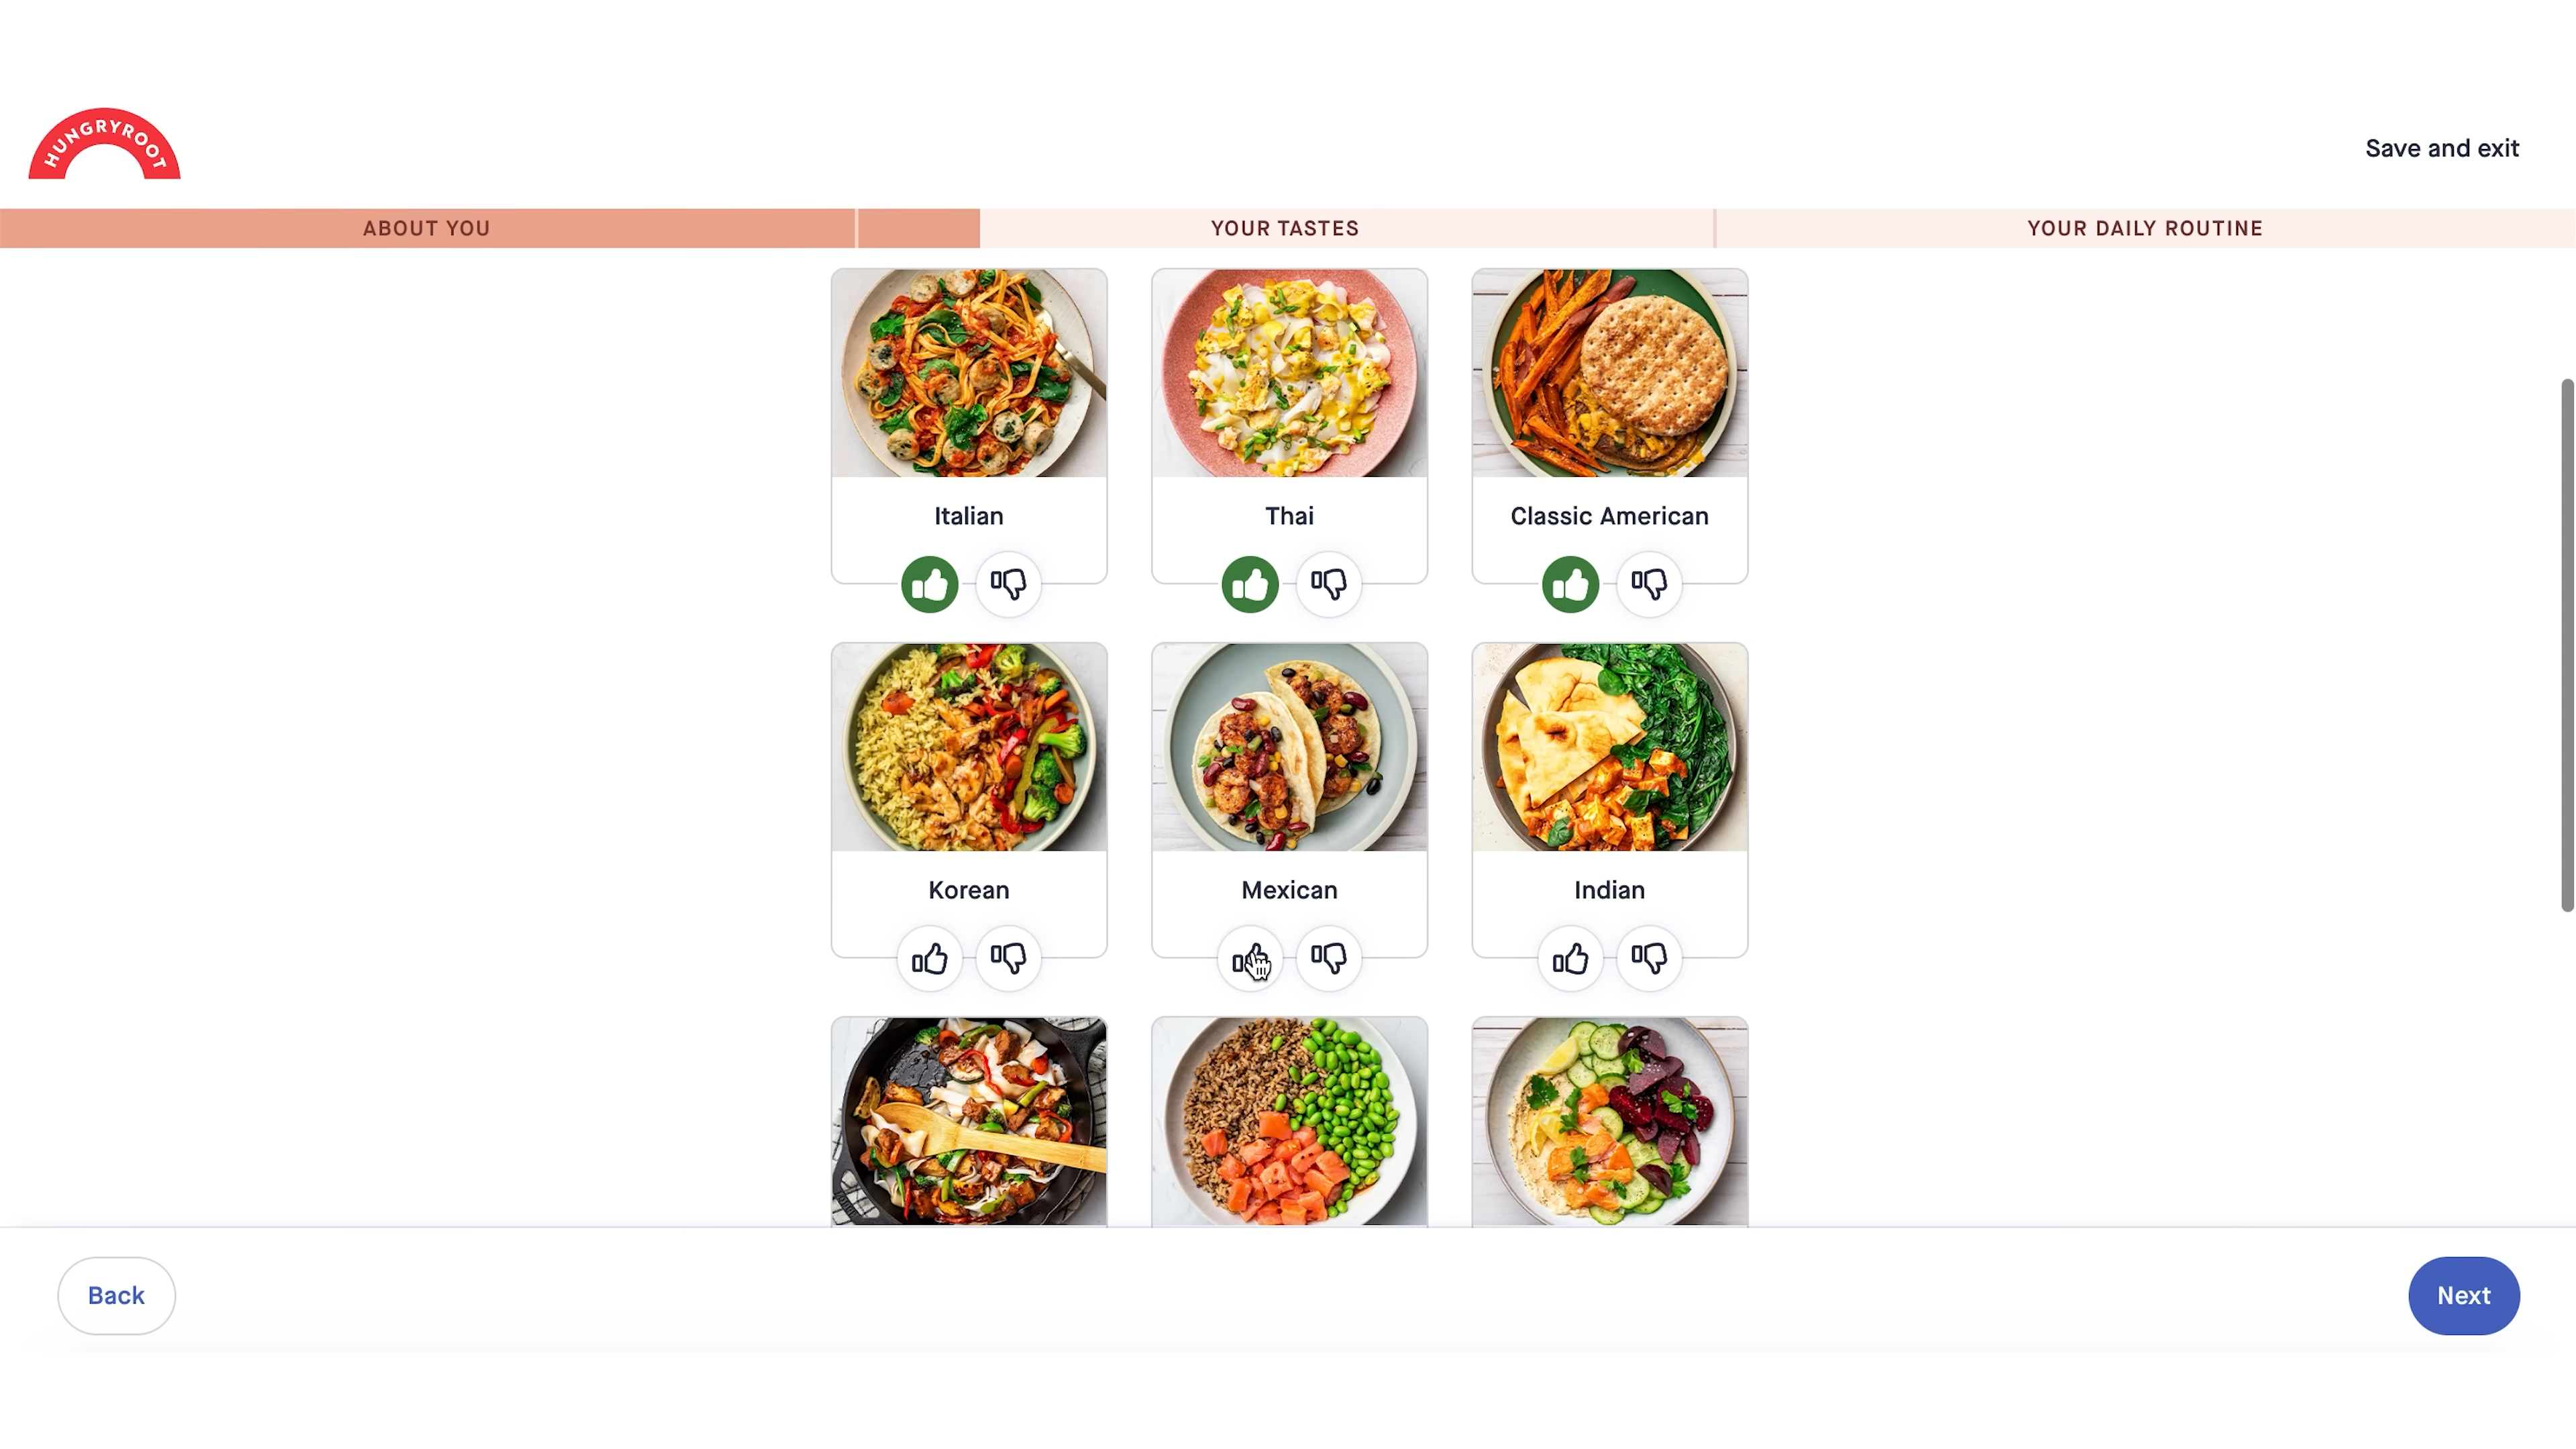 HUNGRYROOT
Save and exit
ABOUT YOU
YOUR TASTES
YOUR DAILY ROUTINE
Italian
Thai
Classic American
Korean
Mexican
Indian
Back
Next